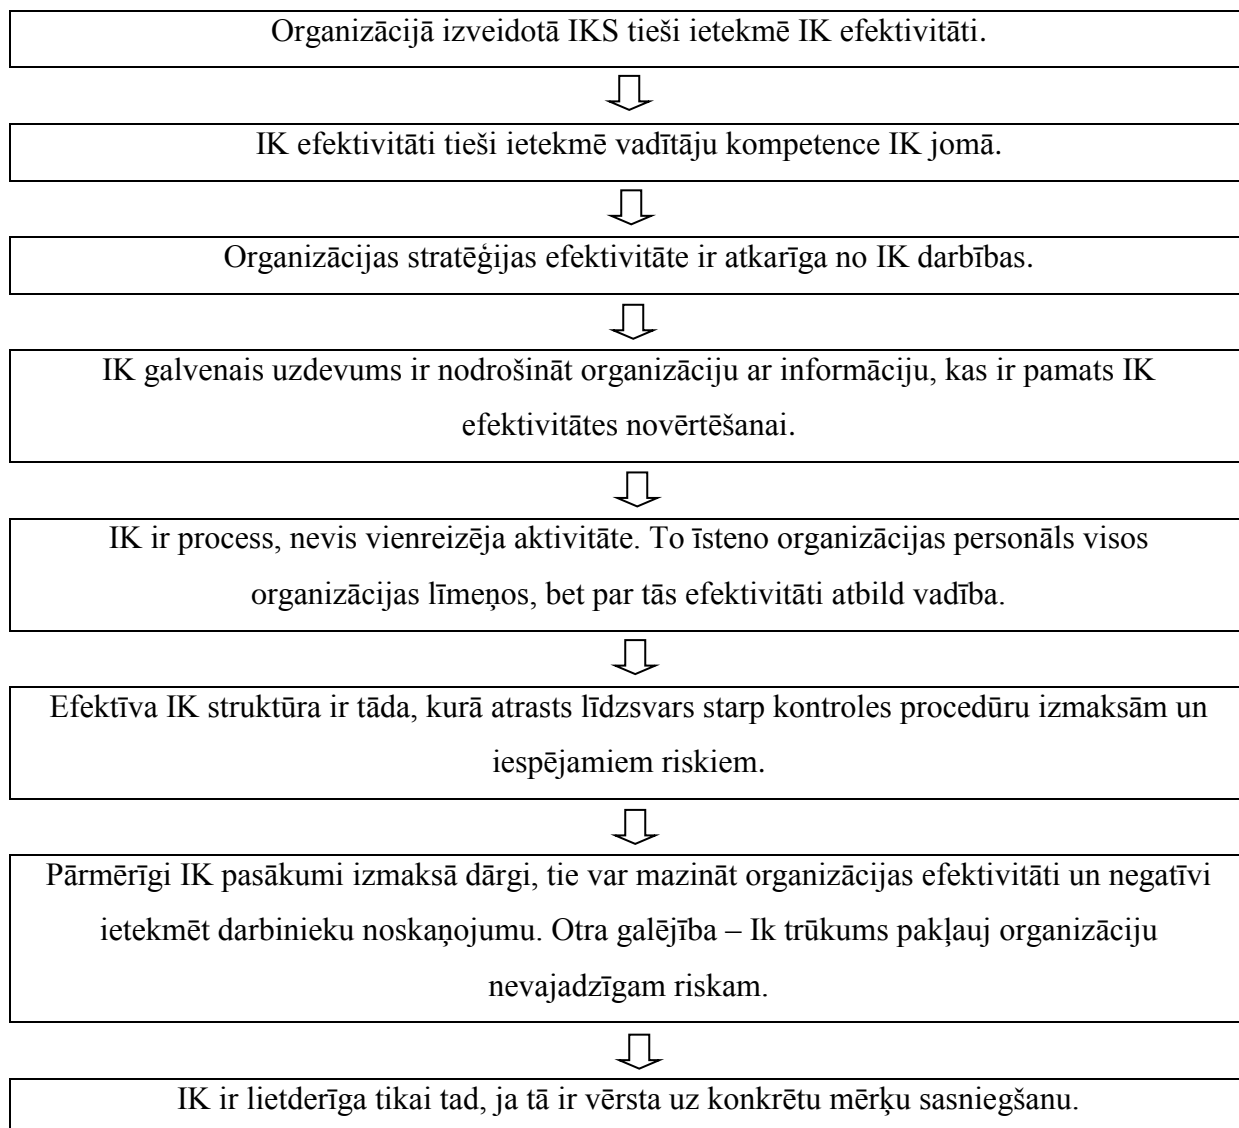 Organizācijā izveidotā IKS tieši ietekmē IK efektivitāti.
IK efektivitāti tieši ietekmē vadītāju kompetence IK jomā.
Organizācijas stratēģijas efektivitāte ir atkarīga no IK darbības.
IK galvenais uzdevums ir nodrošināt organizāciju ar informāciju, kas ir pamats IK
efektivitātes novērtēšanai.
IK ir process, nevis vienreizēja aktivitāte. To īsteno organizācijas personāls visos
organizācijas līmeņos, bet par tās efektivitāti atbild vadība.
Efektīva IK struktūra ir tāda, kurā atrasts līdzsvars starp kontroles procedūru izmaksām un
iespējamiem riskiem.
Pārmērīgi IK pasākumi izmaksā dārgi, tie var mazināt organizācijas efektivitāti un negatīvi
ietekmēt darbinieku noskaņojumu. Otra galējība – Ik trūkums pakļauj organizāciju
nevajadzīgam riskam.
IK ir lietderīga tikai tad, ja tā ir vērsta uz konkrētu mērķu sasniegšanu.